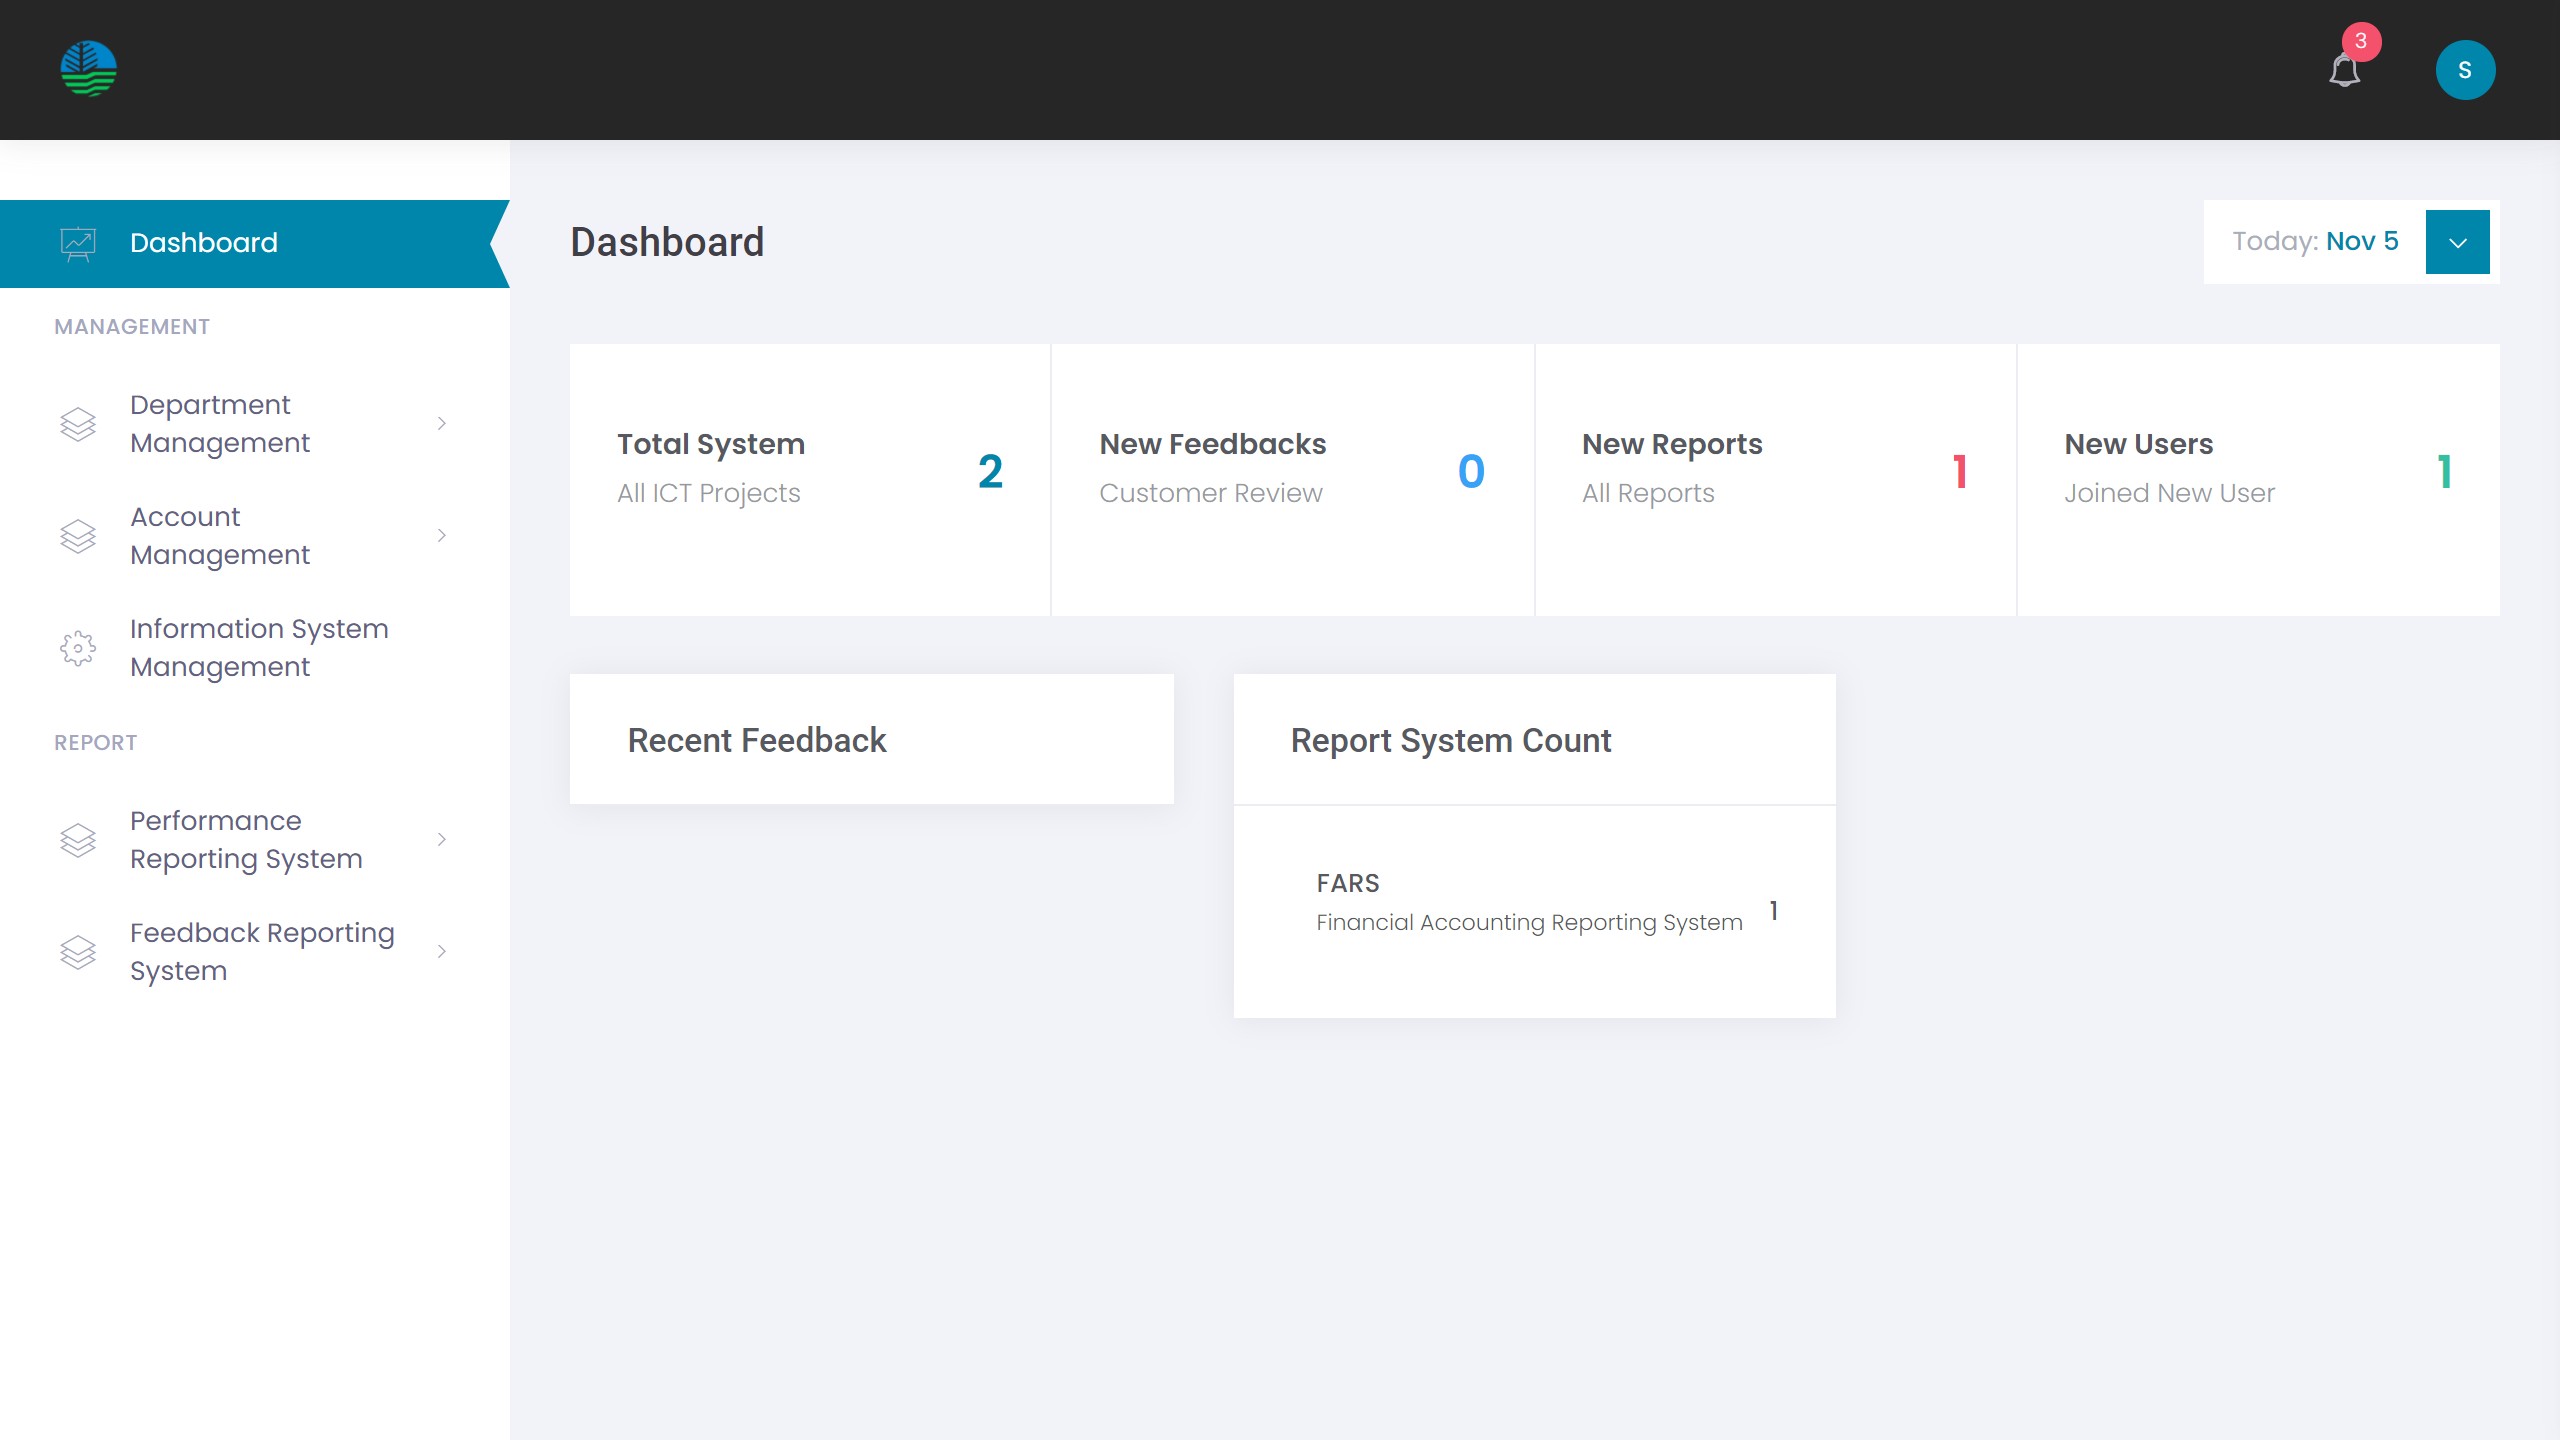 3
S
Dashboard
MANAGEMENT
Department
Management
Account
Management
Information System
Management
REPORT
Performance
Reporting System
Feedback Reporting
System
Dashboard
Today: Nov 5
Total System
All ICT Projects
2
New Feedbacks
Customer Review
0
New Reports
All Reports
1
New Users
Joined New User
1
Recent Feedback
Report System Count
FARS
Financial Accounting Reporting System
1